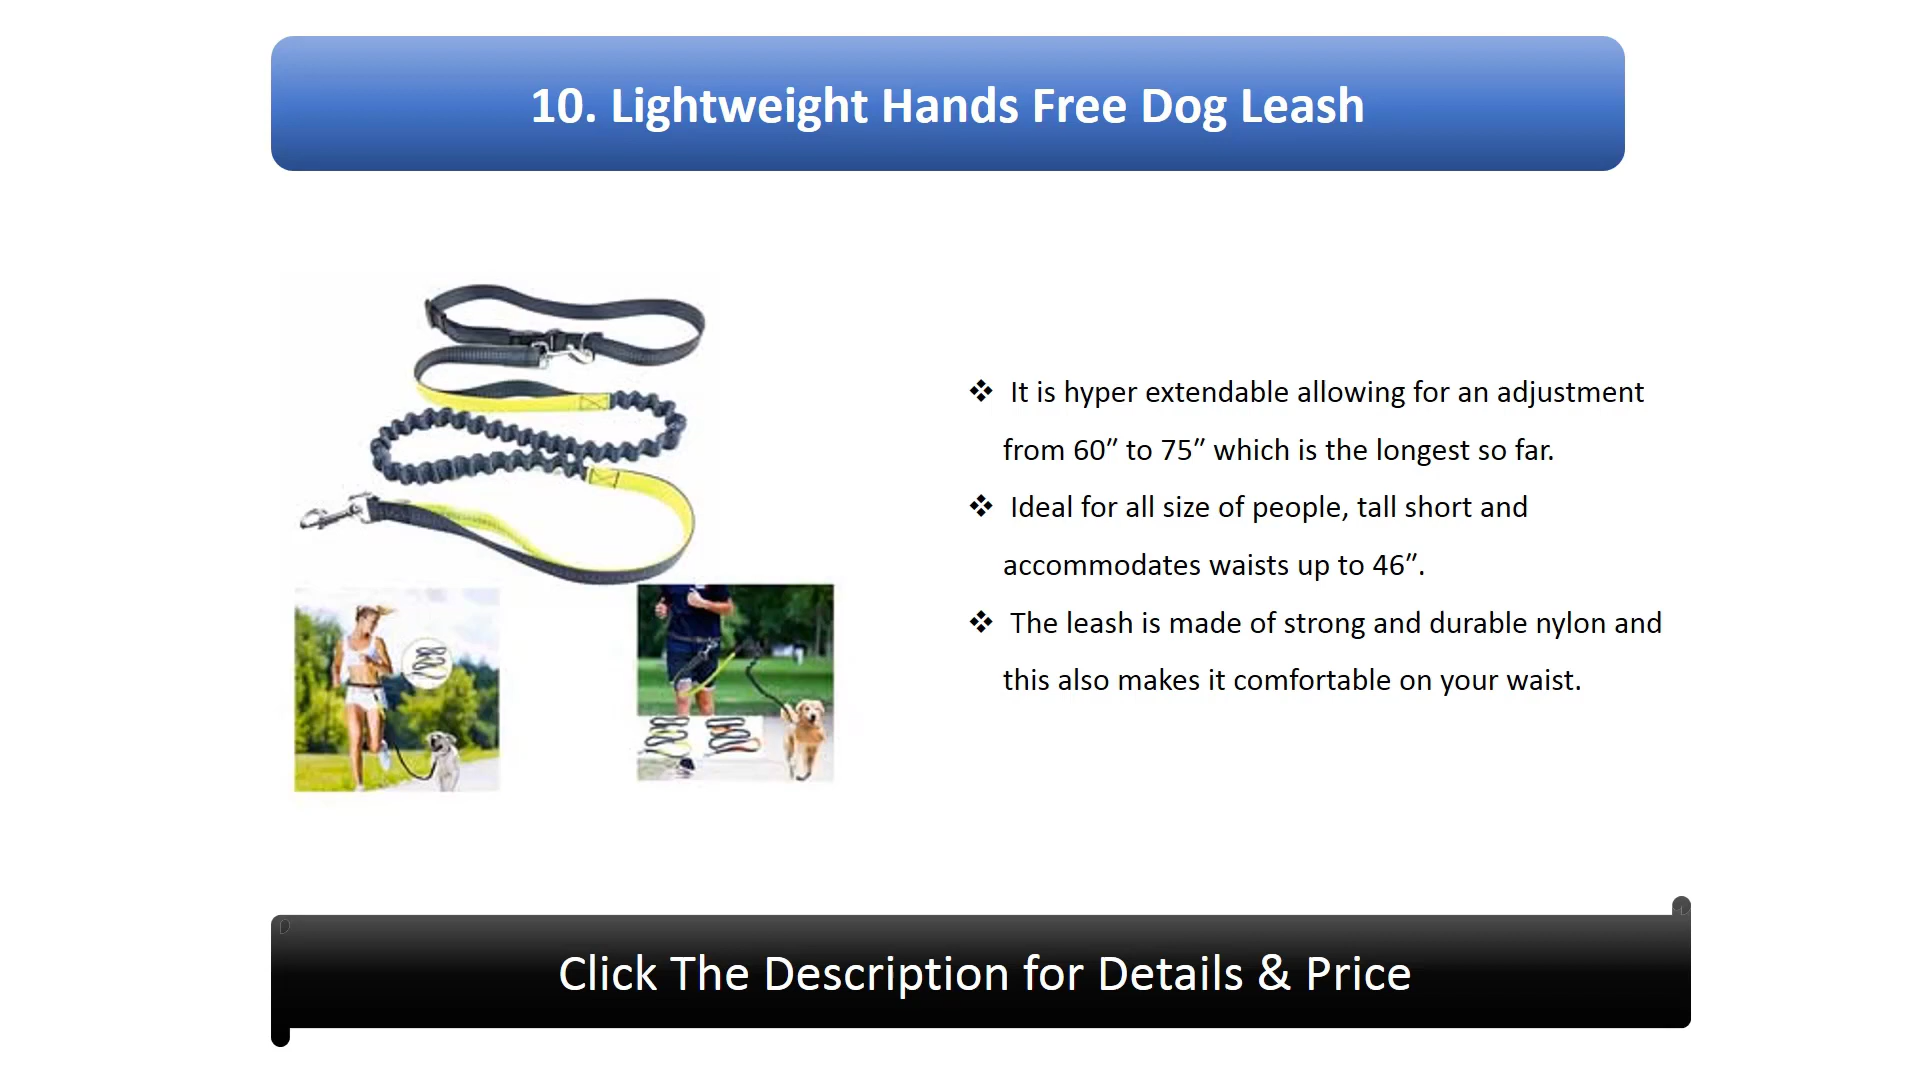 10. Lightweight Hands Free Dog Leash
❖ It is hyper extendable allowing for an adjustment
from 60″ to 75″ which is the longest so far.
❖ Ideal for all size of people, tall short and
accommodates waists up to 46″.
❖ The leash is made of strong and durable nylon and
this also makes it comfortable on your waist.
Click The Description for Details & Price